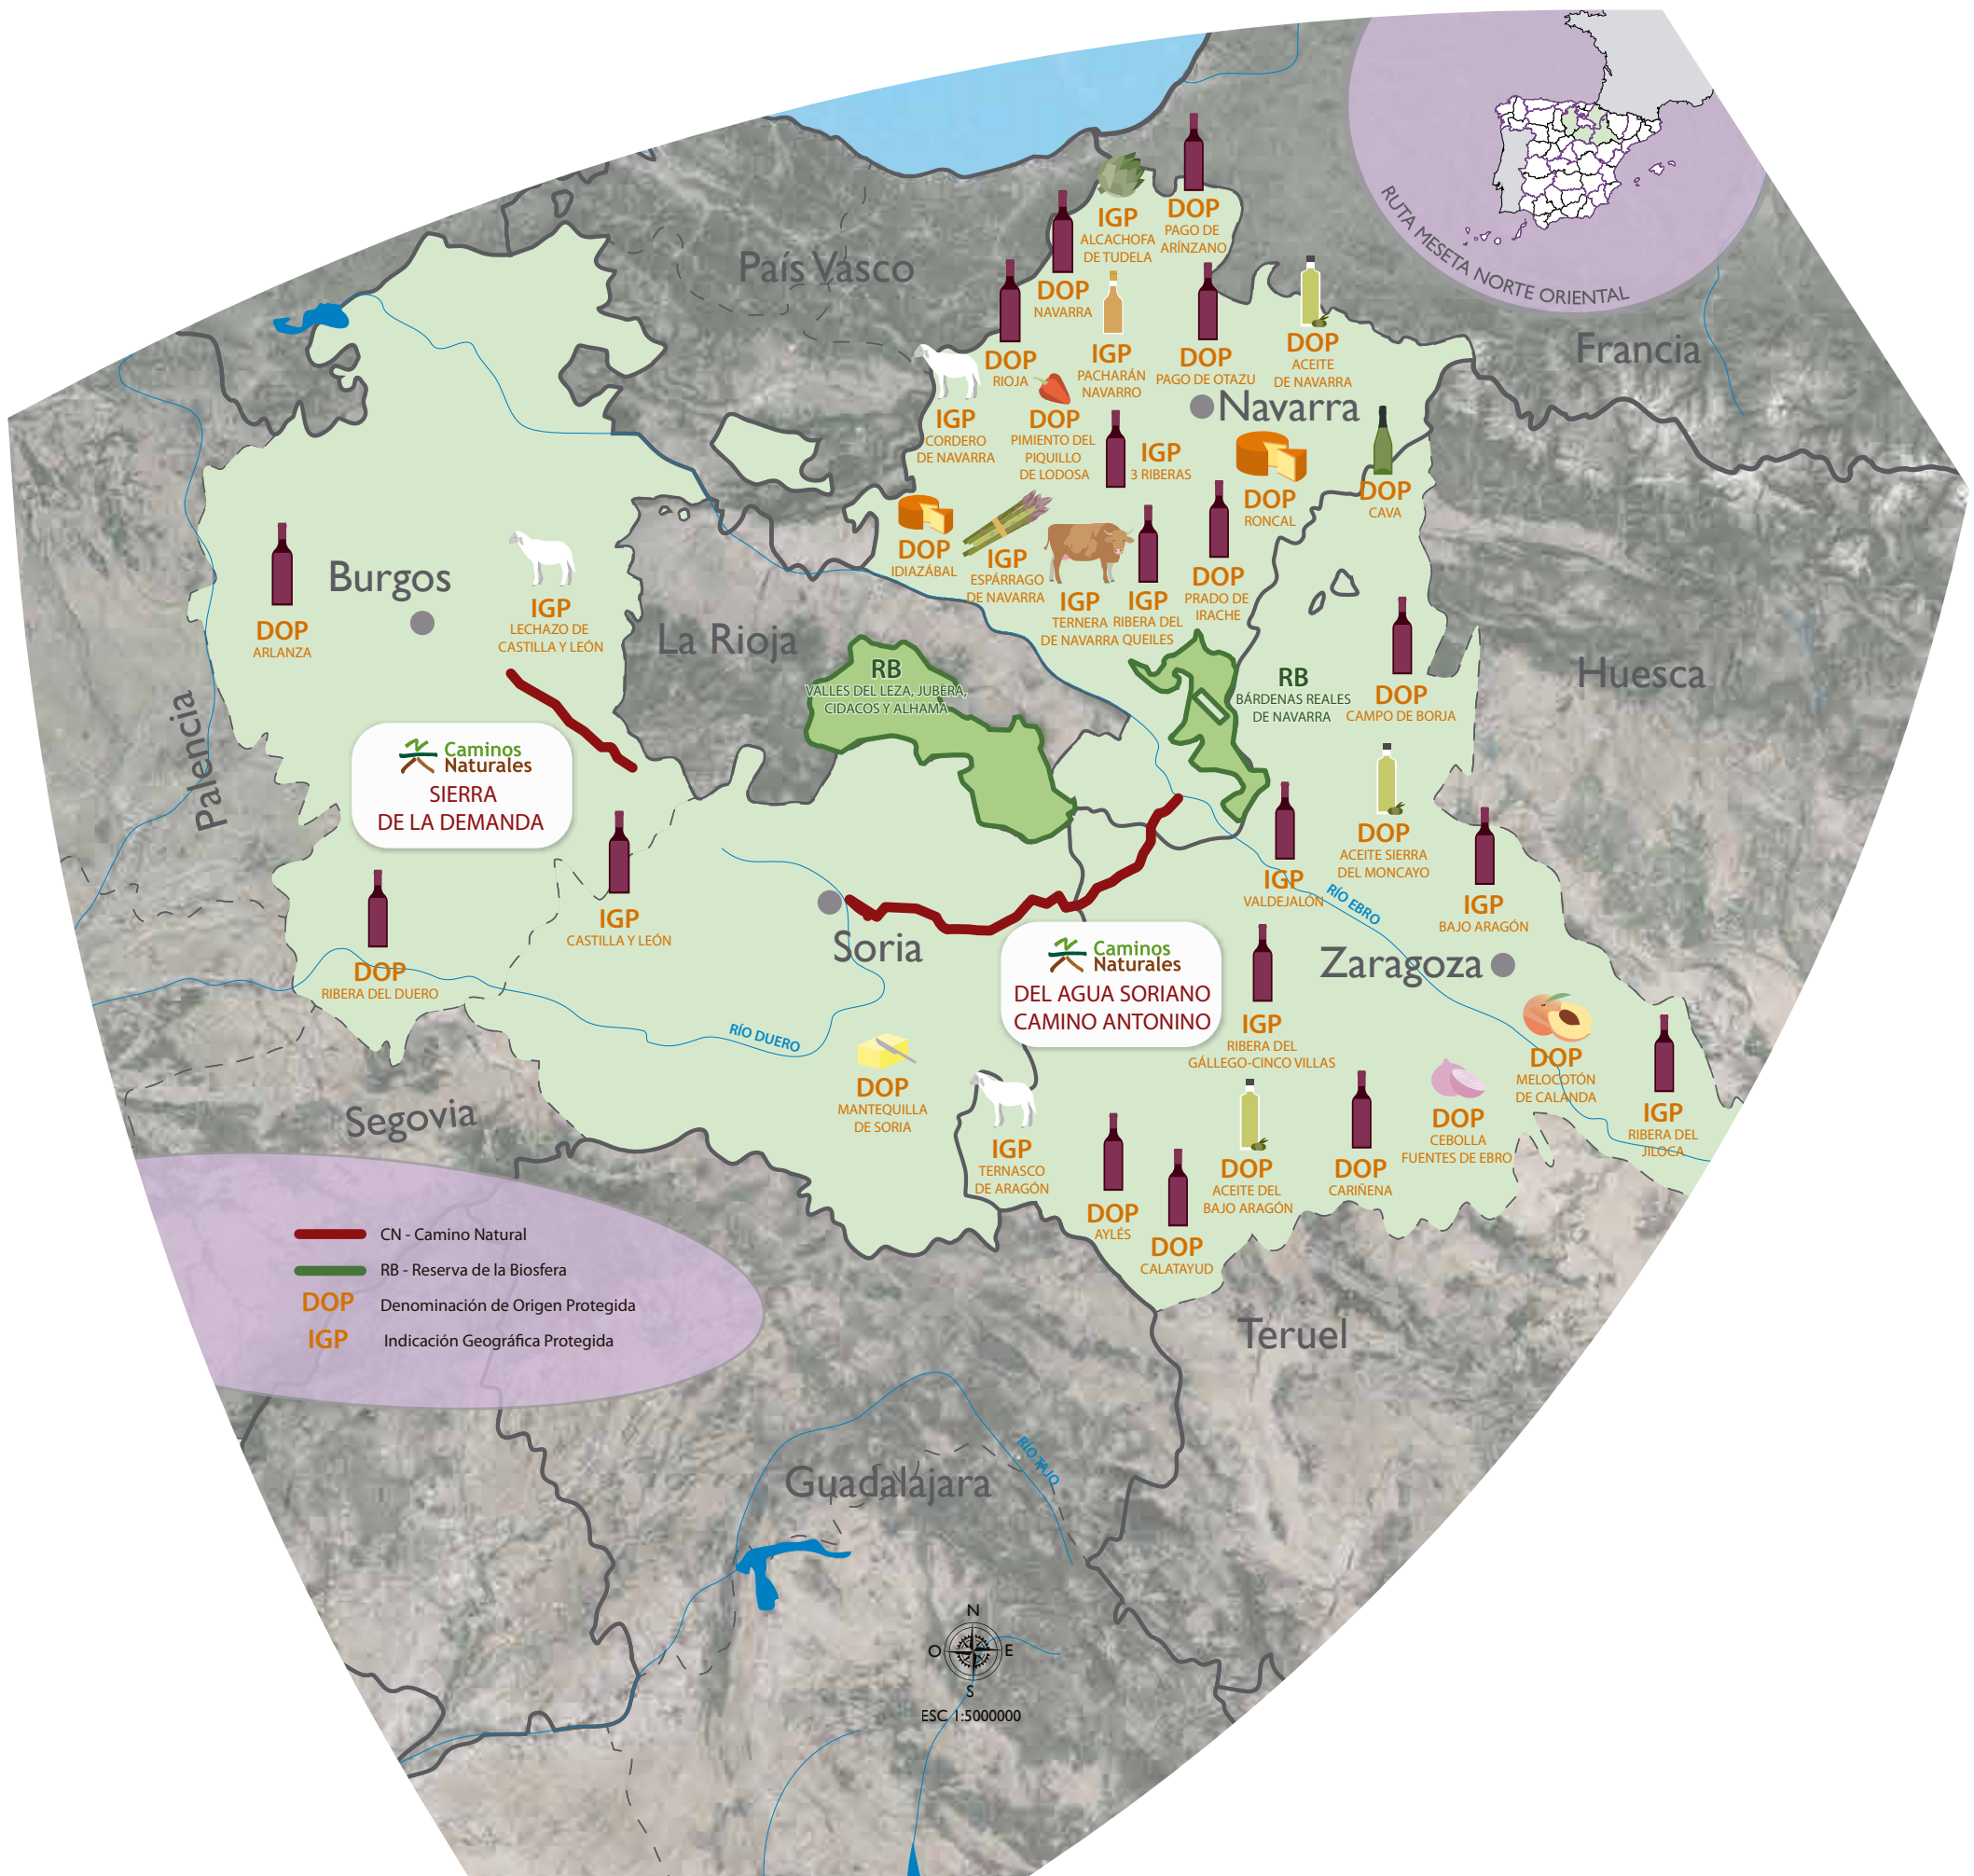 RUTA MESETA NORTE ORIENTAL
País Vasco
Francia
Navarra
Burgos
La Rioja
Huesca
Palencia
Soria
Zaragoza
Segovia
Teruel
Guadalajara
IGP
ALCACHOFA
DE TUDELA
DOP
PAGO DE
ARÍNZANO
DOP
NAVARRA
DOP
RIOJA
IGP
PACHARÁN
NAVARRO
DOP
PAGO DE OTAZU
DOP
ACEITE
DE NAVARRA
IGP
CORDERO
DE NAVARRA
DOP
PIMIENTO DEL
PIQUILLO
DE LODOSA
IGP
3 RIBERAS
DOP
RONCAL
DOP
CAVA
DOP
IDIAZÁBAL
IGP
ESPÁRRAGO
DE NAVARRA
IGP
TERNERA
DE NAVARRA
IGP
RIBERA DEL
QUEILES
DOP
PRADO DE
IRACHE
DOP
ARLANZA
IGP
LECHAZO DE
CASTILLA Y LEÓN
RB
VALLES DEL LEZA, JUBERA,
CIDACOS Y ALHAMA
RB
BÁRDENAS REALES
DE NAVARRA
DOP
CAMPO DE BORJA
Caminos
Naturales
SIERRA
DE LA DEMANDA
DOP
ACEITE SIERRA
DEL MONCAYO
IGP
VALDEJALÓN
RÍO EBRO
IGP
BAJO ARAGÓN
IGP
CASTILLA Y LEÓN
DOP
RIBERA DEL DUERO
RÍO DUERO
Caminos
Naturales
DEL AGUA SORIANO
CAMINO ANTONINO
IGP
RIBERA DEL
GÁLLEGO-CINCO VILLAS
DOP
MANTEQUILLA
DE SORIA
IGP
TERNASCO
DE ARAGÓN
DOP
AYLÉS
DOP
CALATAYUD
DOP
ACEITE DEL
BAJO ARAGÓN
DOP
CARIÑENA
DOP
CEBOLLA
FUENTES DE EBRO
DOP
MELOCOTÓN
DE CALANDA
IGP
RIBERA DEL
JILOCA
CN - Camino Natural
RB - Reserva de la Biosfera
DOP Denominación de Origen Protegida
IGP Indicación Geográfica Protegida
RÍO TAJO
N
O E
S
ESC 1:5000000